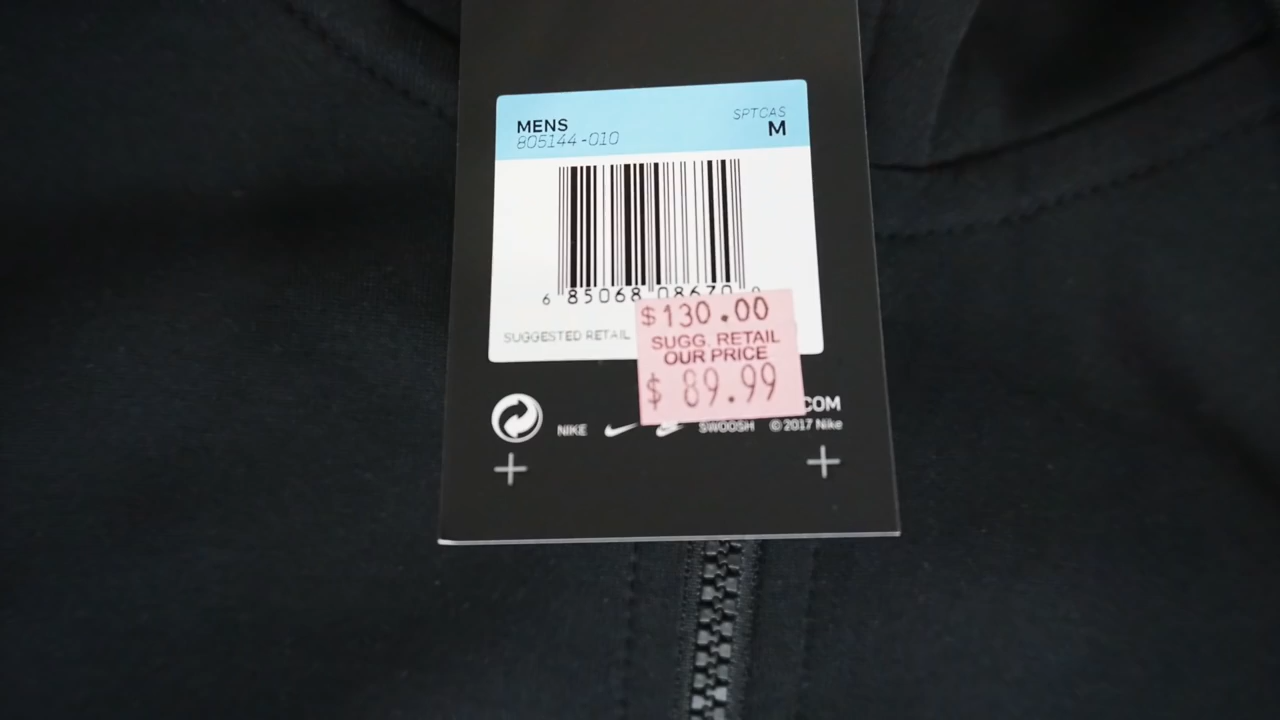 MENS
805144-010
SPTCAS
M
6 85068 08670
$130.00
SUGGESTED RETAIL
SUGG. RETAIL
OUR PRICE
$ 89.99
.COM
NIKE
SWOOSH
© 2017 Nike